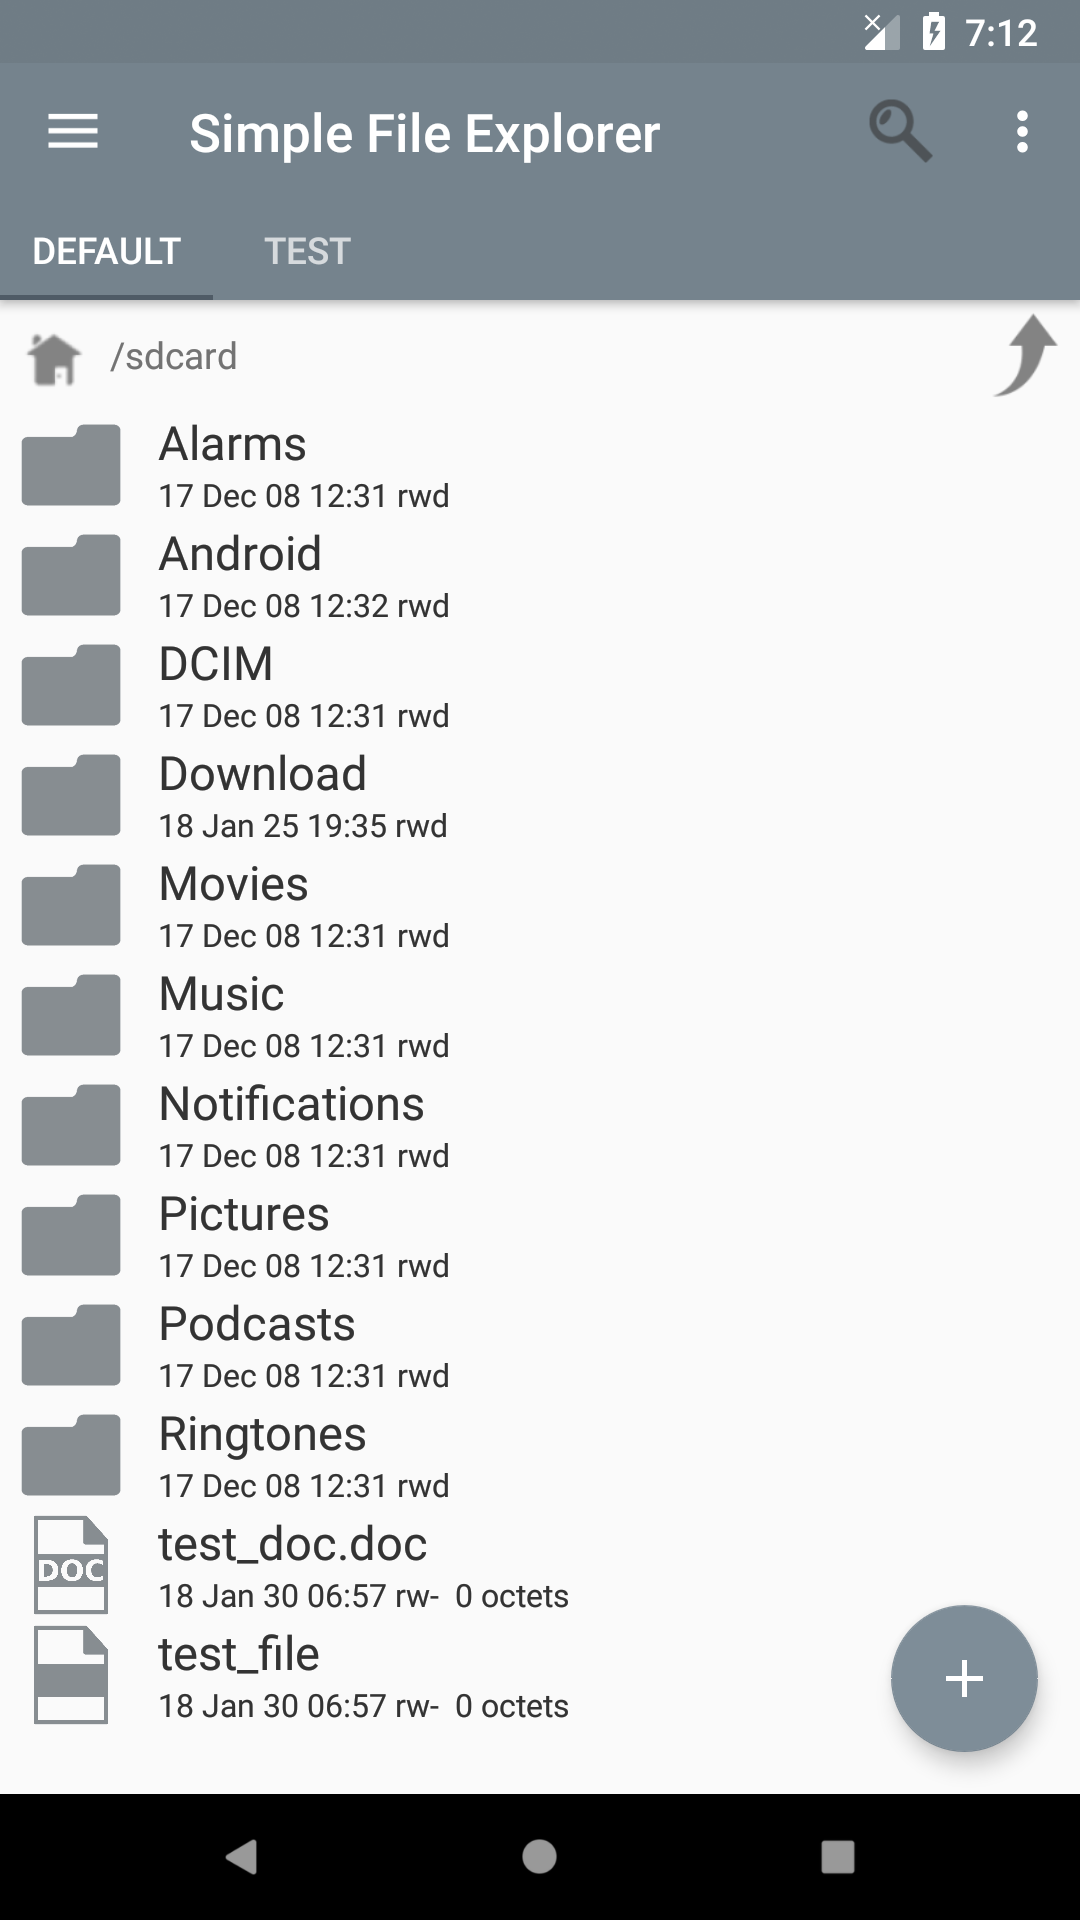 7:12
Simple File Explorer
DEFAULT TEST
/sdcard
Alarms
17 Dec 08 12:31 rwd
Android
17 Dec 08 12:32 rwd
DCIM
17 Dec 08 12:31 rwd
Download
18 Jan 25 19:35 rwd
Movies
17 Dec 08 12:31 rwd
Music
17 Dec 08 12:31 rwd
Notifications
17 Dec 08 12:31 rwd
Pictures
17 Dec 08 12:31 rwd
Podcasts
17 Dec 08 12:31 rwd
Ringtones
17 Dec 08 12:31 rwd
DOC
test_doc.doc
18 Jan 30 06:57 rw- 0 octets
test_file
18 Jan 30 06:57 rw- 0 octets